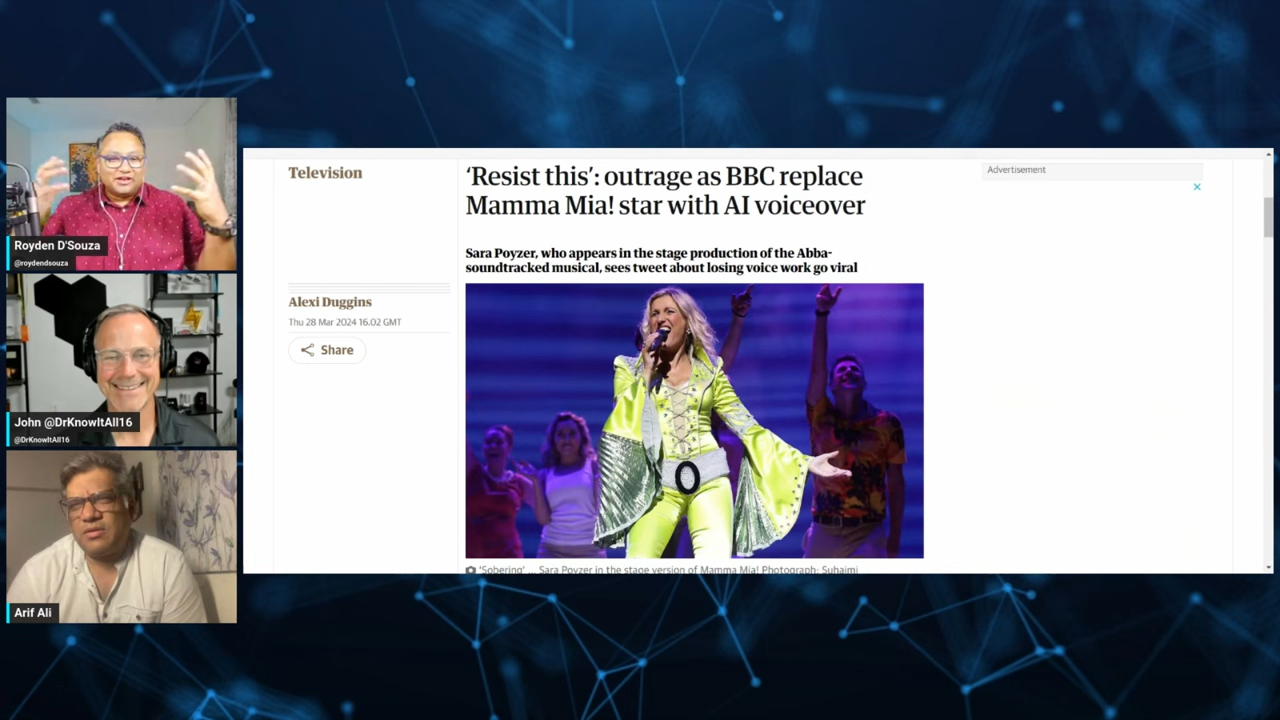 Royden D'Souza
@roydendsouza
John @DrKnowItAll16
@DrKnowItAll16
Arif Ali
Television
‘Resist this’: outrage as BBC replace
Mamma Mia! star with AI voiceover
Sara Poyzer, who appears in the stage production of the Abba-
soundtracked musical, sees tweet about losing voice work go viral
Alexi Duggins
Thu 28 Mar 2024 16.02 GMT
Share
‘Sobering’ … Sara Poyzer in the stage version of Mamma Mia! Photograph: Suhaimi
Advertisement